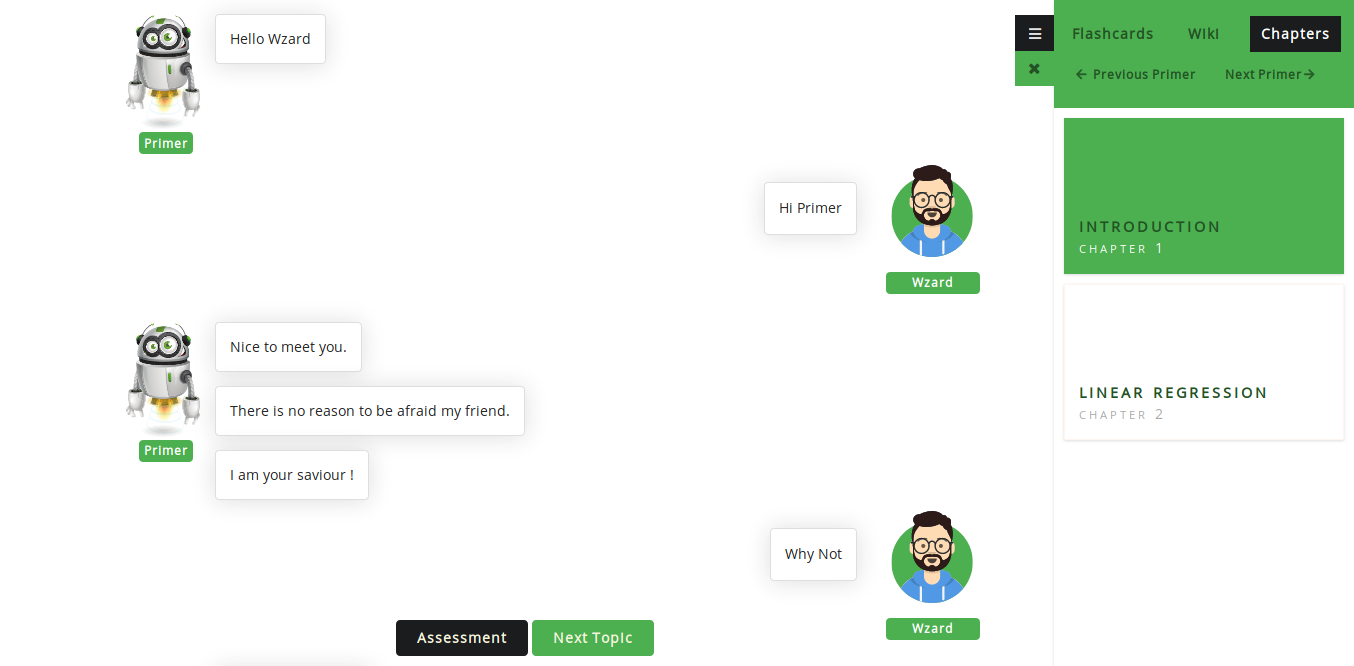 Hello Wzard
Primer
Hi Primer
Wzard
Nice to meet you.
There is no reason to be afraid my friend.
I am your saviour !
Primer
Why Not
Wzard
Assessment
Next Topic
Flashcards
Wiki
Chapters
← Previous Primer
Next Primer →
INTRODUCTION
CHAPTER 1
LINEAR REGRESSION
CHAPTER 2